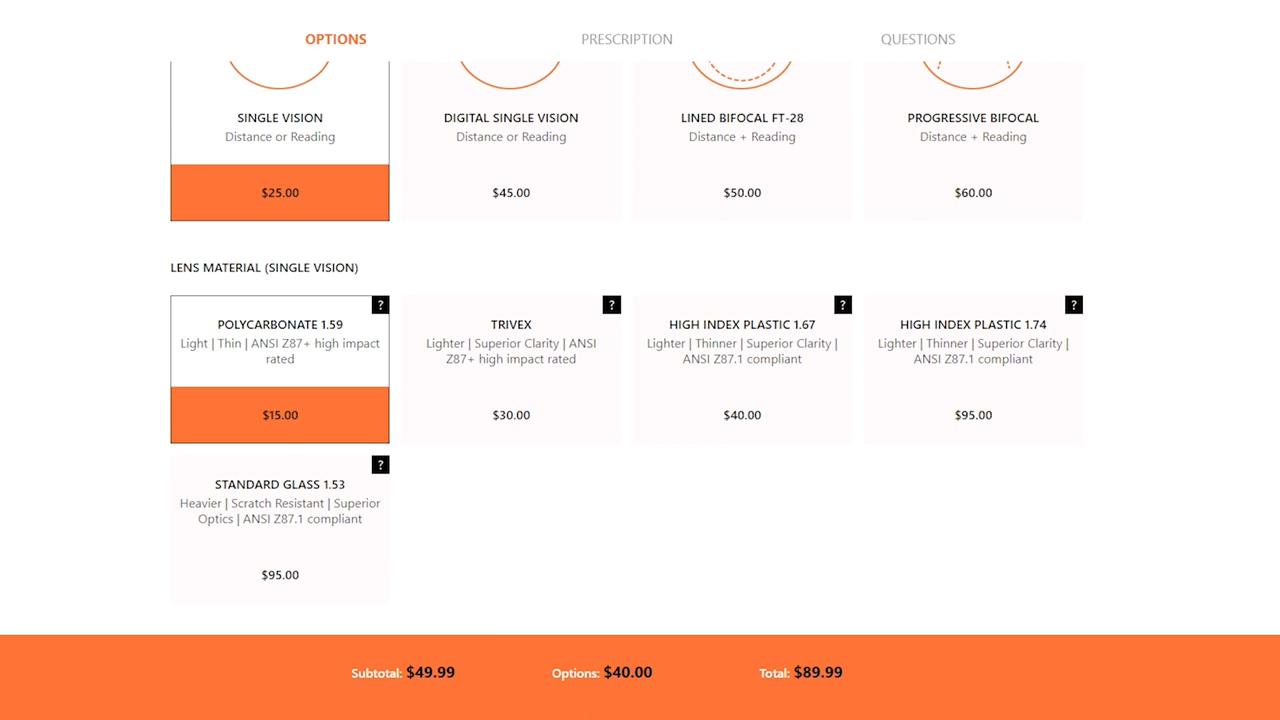 OPTIONS PRESCRIPTION QUESTIONS
SINGLE VISION
Distance or Reading
$25.00
DIGITAL SINGLE VISION
Distance or Reading
$45.00
LINED BIFOCAL FT-28
Distance + Reading
$50.00
PROGRESSIVE BIFOCAL
Distance + Reading
$60.00
LENS MATERIAL (SINGLE VISION)
?
POLYCARBONATE 1.59
Light | Thin | ANSI Z87+ high impact
rated
$15.00
?
TRIVEX
Lighter | Superior Clarity | ANSI
Z87+ high impact rated
$30.00
?
HIGH INDEX PLASTIC 1.67
Lighter | Thinner | Superior Clarity |
ANSI Z87.1 compliant
$40.00
?
HIGH INDEX PLASTIC 1.74
Lighter | Thinner | Superior Clarity |
ANSI Z87.1 compliant
$95.00
?
STANDARD GLASS 1.53
Heavier | Scratch Resistant | Superior
Optics | ANSI Z87.1 compliant
$95.00
Subtotal: $49.99 Options: $40.00 Total: $89.99